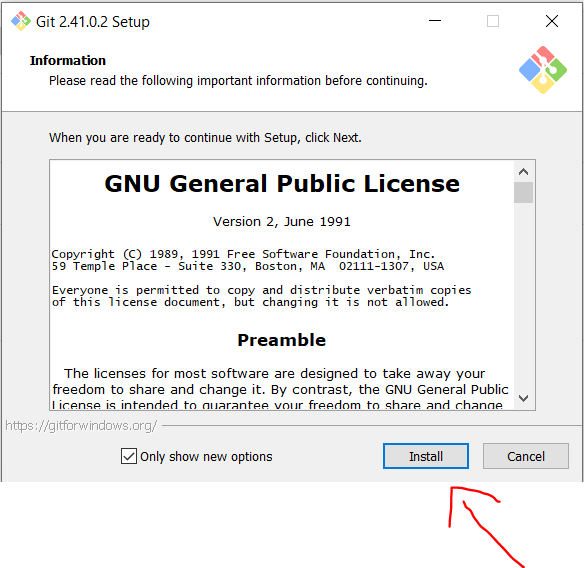 Git 2.41.0.2 Setup
Information
Please read the following important information before continuing.
When you are ready to continue with Setup, click Next.
GNU General Public License
Version 2, June 1991
Copyright (C) 1989, 1991 Free Software Foundation, Inc.
59 Temple Place - Suite 330, Boston, MA  02111-1307, USA
Everyone is permitted to copy and distribute verbatim copies
of this license document, but changing it is not allowed.
Preamble
The licenses for most software are designed to take away your
freedom to share and change it. By contrast, the GNU General Public
License is intended to guarantee your freedom to share and change
https://gitforwindows.org/
Only show new options
Install
Cancel